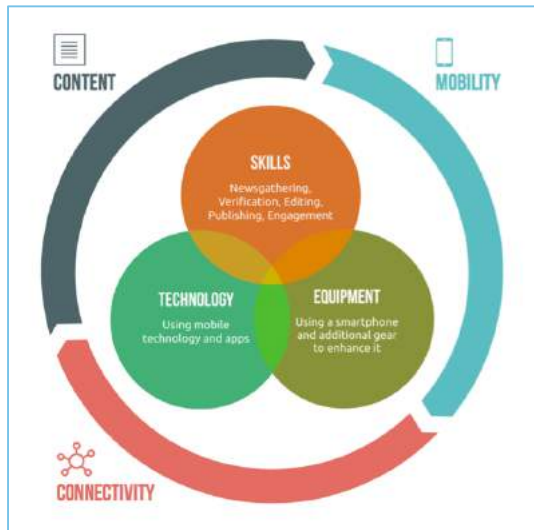 CONTENT
MOBILITY
SKILLS
Newsgathering,
Verification, Editing,
Publishing, Engagement
TECHNOLOGY
Using mobile
technology and apps
EQUIPMENT
Using a smartphone
and additional gear
to enhance it
CONNECTIVITY